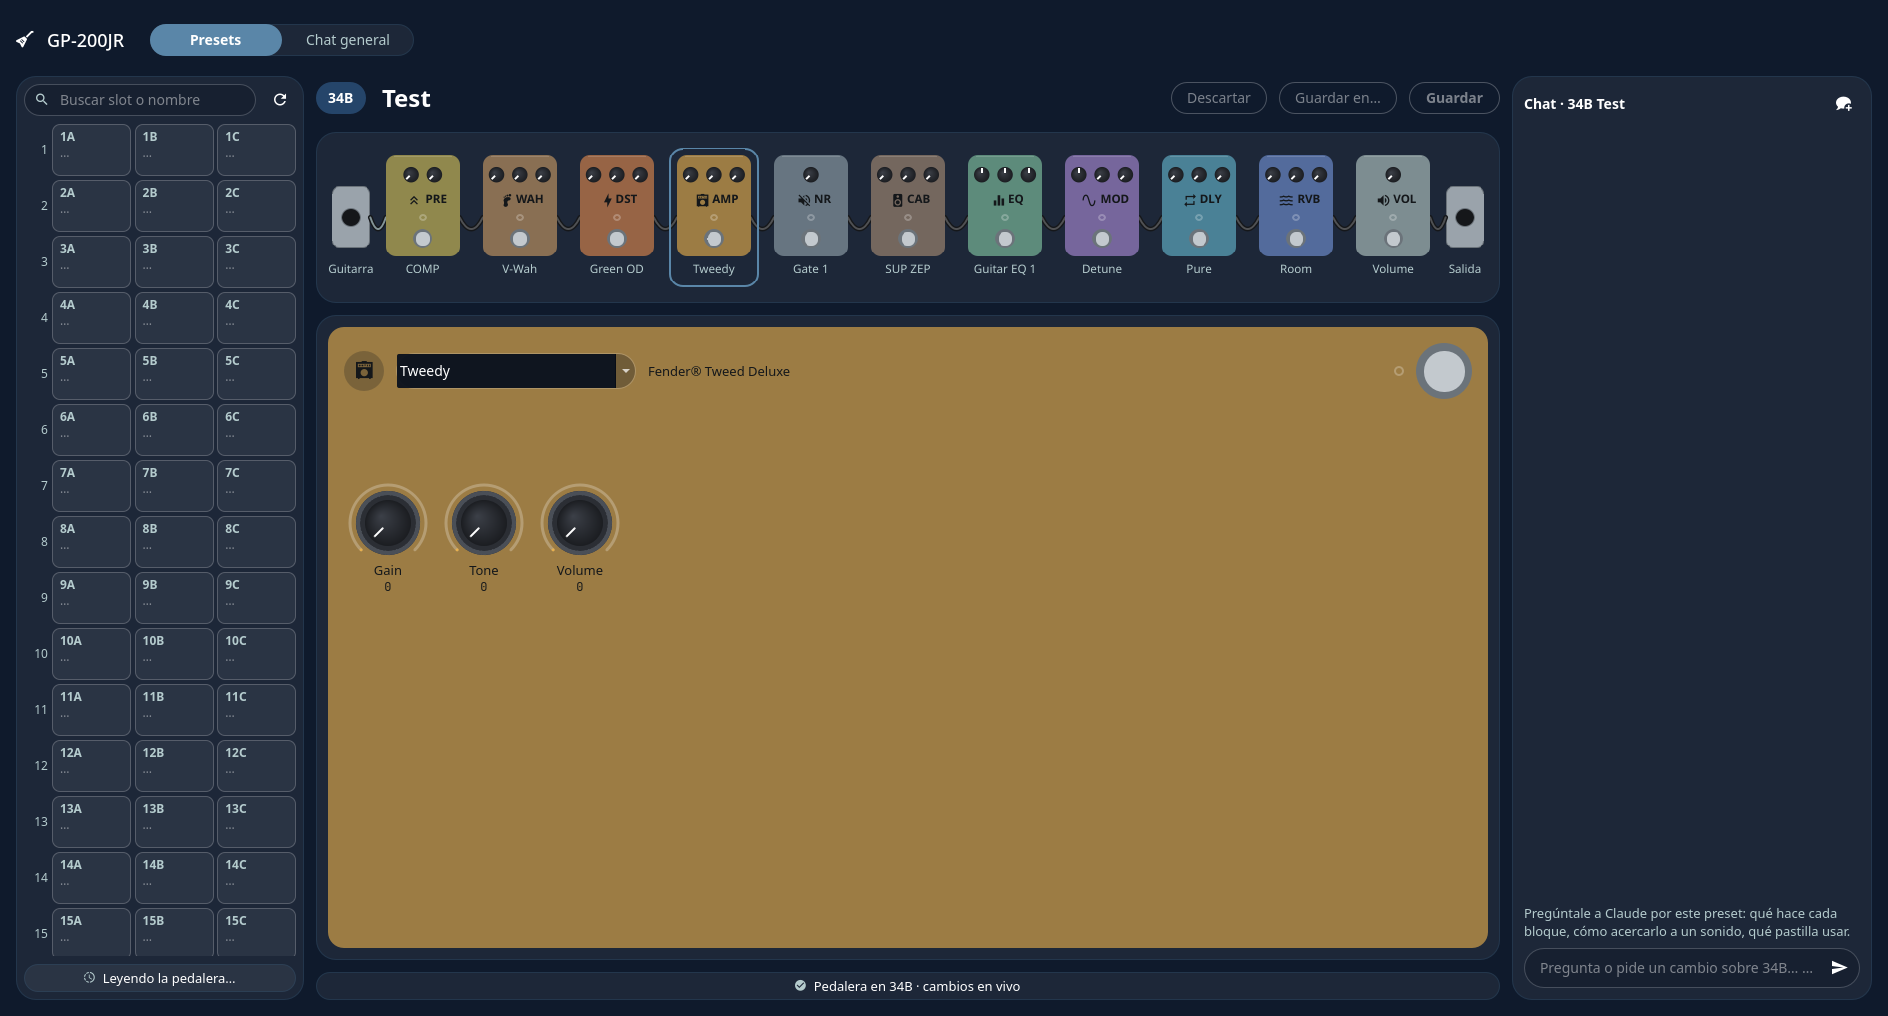 GP-200JR
Presets
Chat general
Buscar slot o nombre
1 1A ... 1B ... 1C ...
2 2A ... 2B ... 2C ...
3 3A ... 3B ... 3C ...
4 4A ... 4B ... 4C ...
5 5A ... 5B ... 5C ...
6 6A ... 6B ... 6C ...
7 7A ... 7B ... 7C ...
8 8A ... 8B ... 8C ...
9 9A ... 9B ... 9C ...
10 10A ... 10B ... 10C ...
11 11A ... 11B ... 11C ...
12 12A ... 12B ... 12C ...
13 13A ... 13B ... 13C ...
14 14A ... 14B ... 14C ...
15 15A ... 15B ... 15C ...
Leyendo la pedalera...
34B Test
Descartar
Guardar en...
Guardar
PRE WAH DST AMP NR CAB EQ MOD DLY RVB VOL
Guitarra COMP V-Wah Green OD Tweedy Gate 1 SUP ZEP Guitar EQ 1 Detune Pure Room Volume Salida
Tweedy
Fender® Tweed Deluxe
Gain Tone Volume
0 0 0
Pedalera en 34B · cambios en vivo
Chat · 34B Test
Pregúntale a Claude por este preset: qué hace cada
bloque, cómo acercarlo a un sonido, qué pastilla usar.
Pregunta o pide un cambio sobre 34B... ...